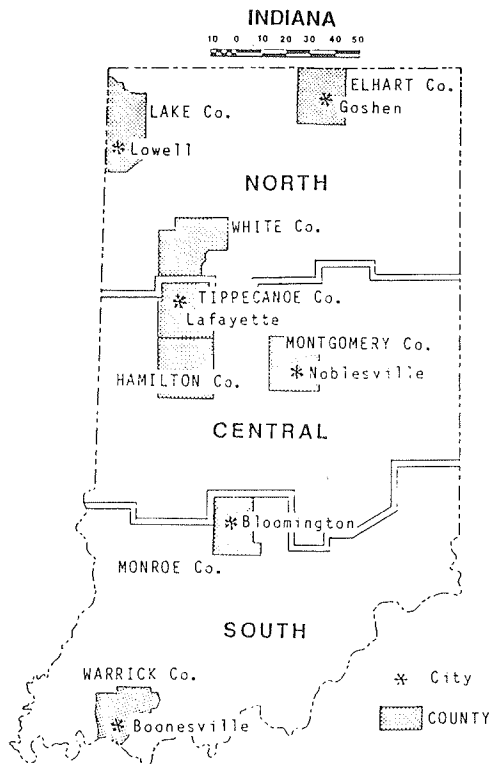 INDIANA
10 0 10 20 30 40 50
ELHART Co.
Goshen
LAKE Co.
Lowell
NORTH
WHITE Co.
TIPPECANOE Co.
Lafayette
MONTGOMERY Co.
Noblesville
HAMILTON Co.
CENTRAL
Bloomington
MONROE Co.
SOUTH
WARRICK Co.
City
Boonesville
COUNTY